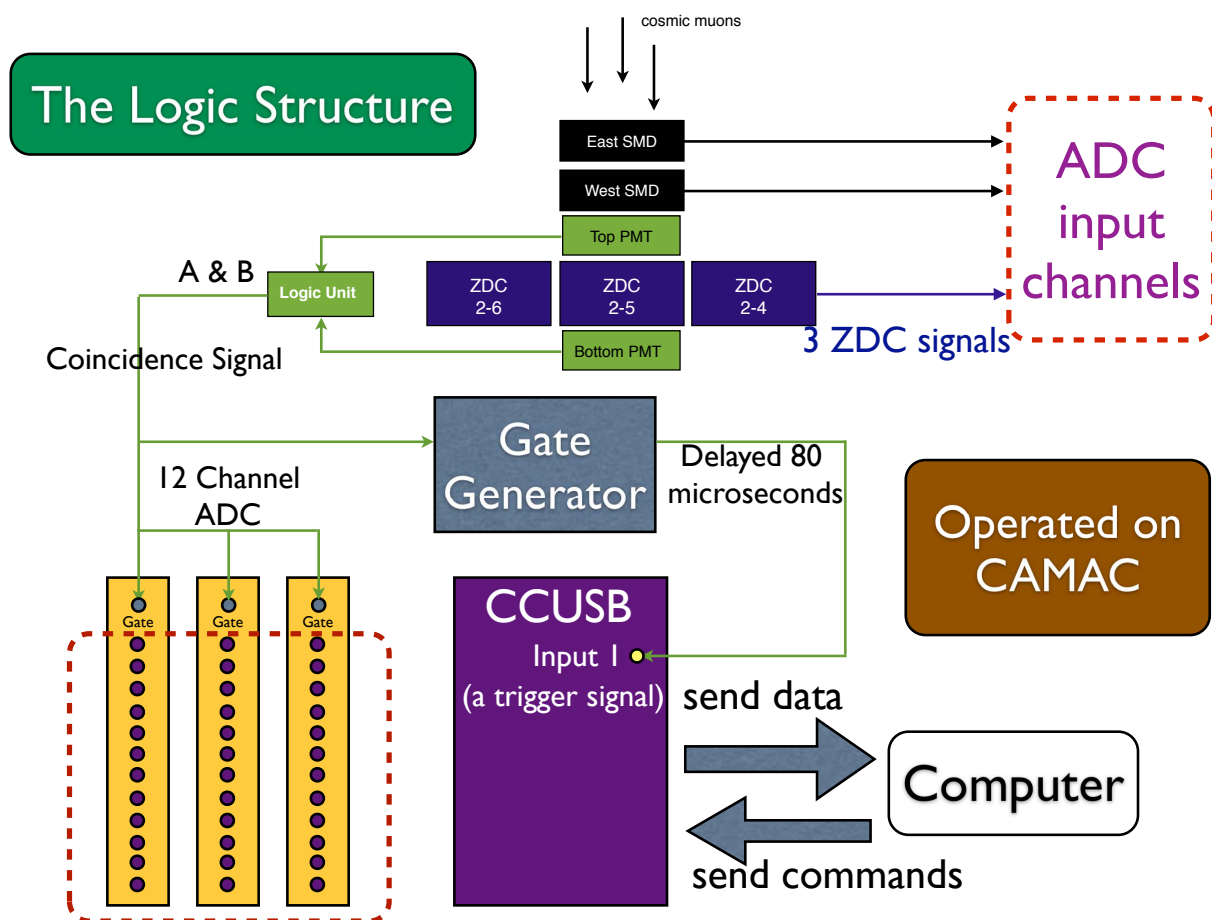 cosmic muons
The Logic Structure
East SMD
West SMD
Top PMT
ADC
input
channels
A & B
Logic Unit
ZDC
2-6
ZDC
2-5
ZDC
2-4
Bottom PMT
3 ZDC signals
Coincidence Signal
Gate
Generator
Delayed 80
microseconds
12 Channel
ADC
Operated on
CAMAC
Gate
Gate
Gate
CCUSB
Input 1
(a trigger signal)
send data
Computer
send commands